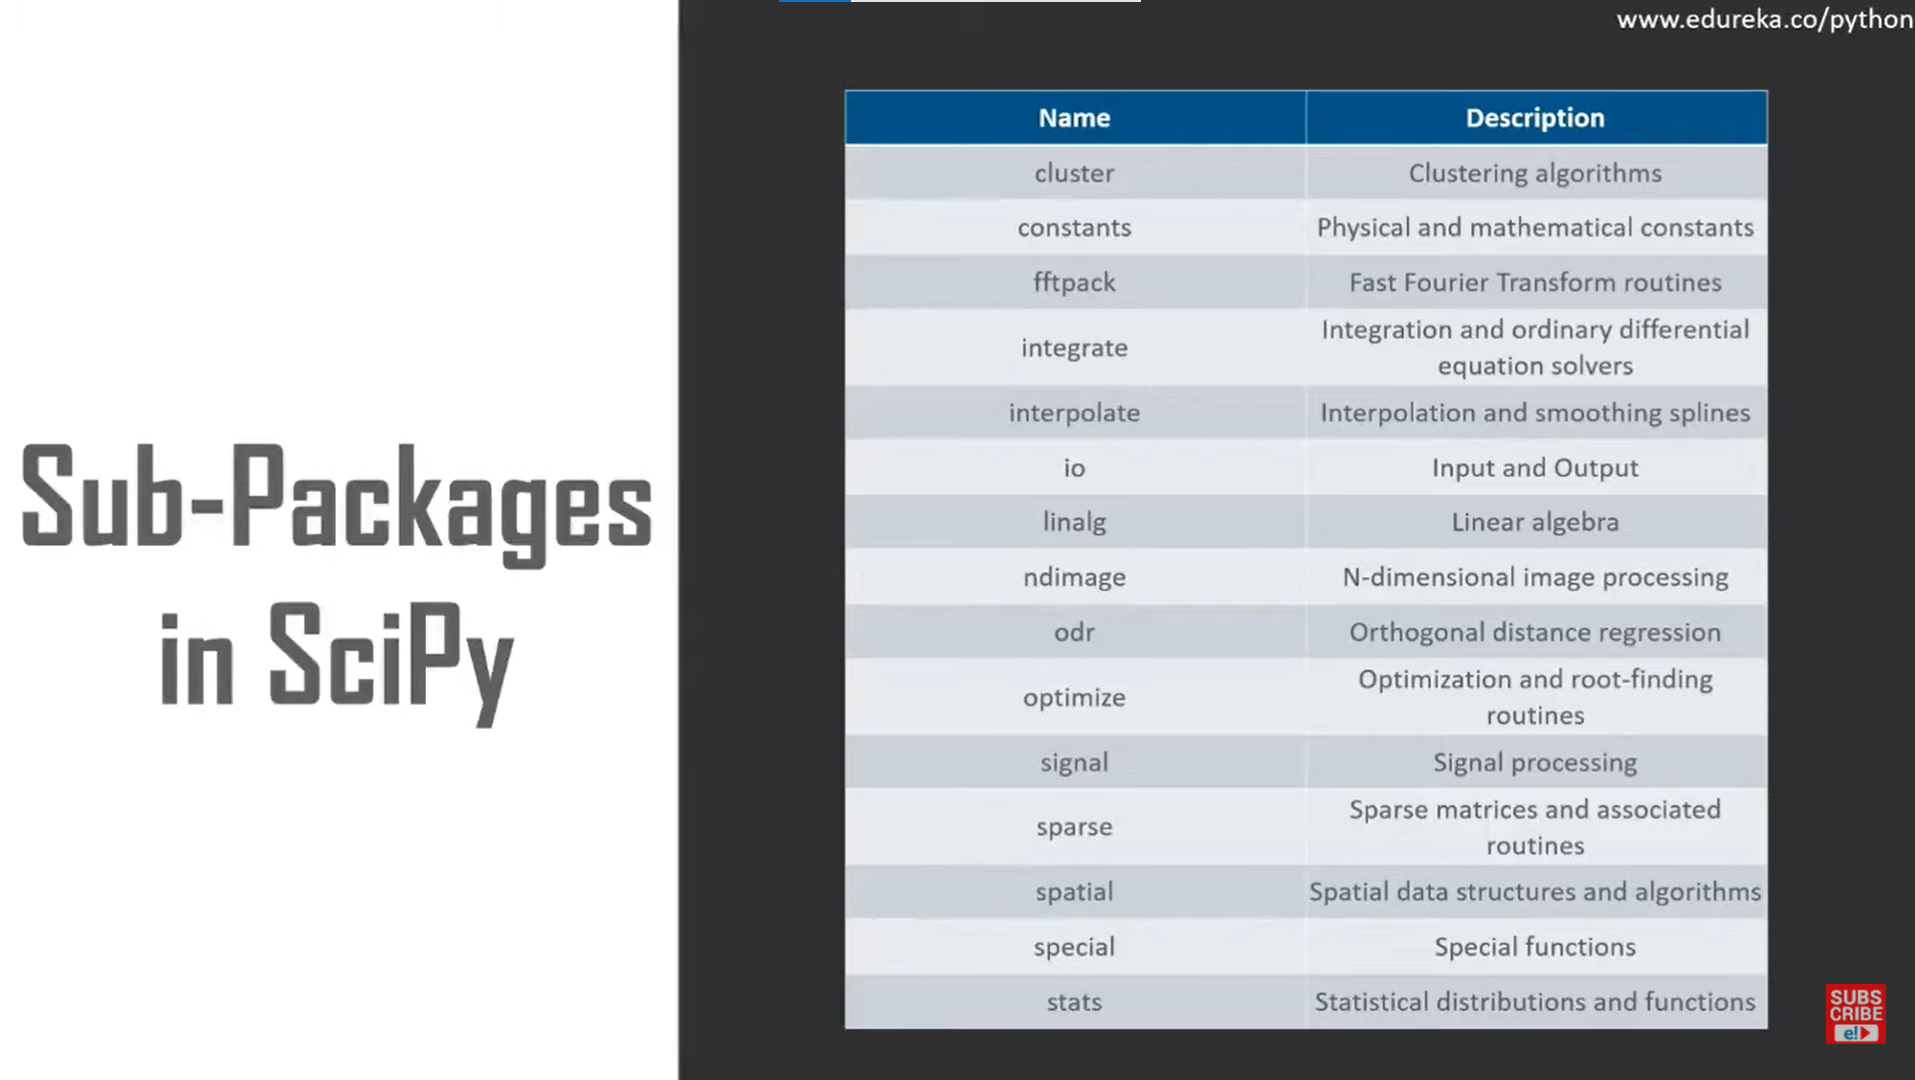 www.edureka.co/python
Sub-Packages
in SciPy
Name Description
cluster Clustering algorithms
constants Physical and mathematical constants
fftpack Fast Fourier Transform routines
integrate Integration and ordinary differential
equation solvers
interpolate Interpolation and smoothing splines
io Input and Output
linalg Linear algebra
ndimage N-dimensional image processing
odr Orthogonal distance regression
optimize Optimization and root-finding
routines
signal Signal processing
sparse Sparse matrices and associated
routines
spatial Spatial data structures and algorithms
special Special functions
stats Statistical distributions and functions
SUBS
CRIBE
e!